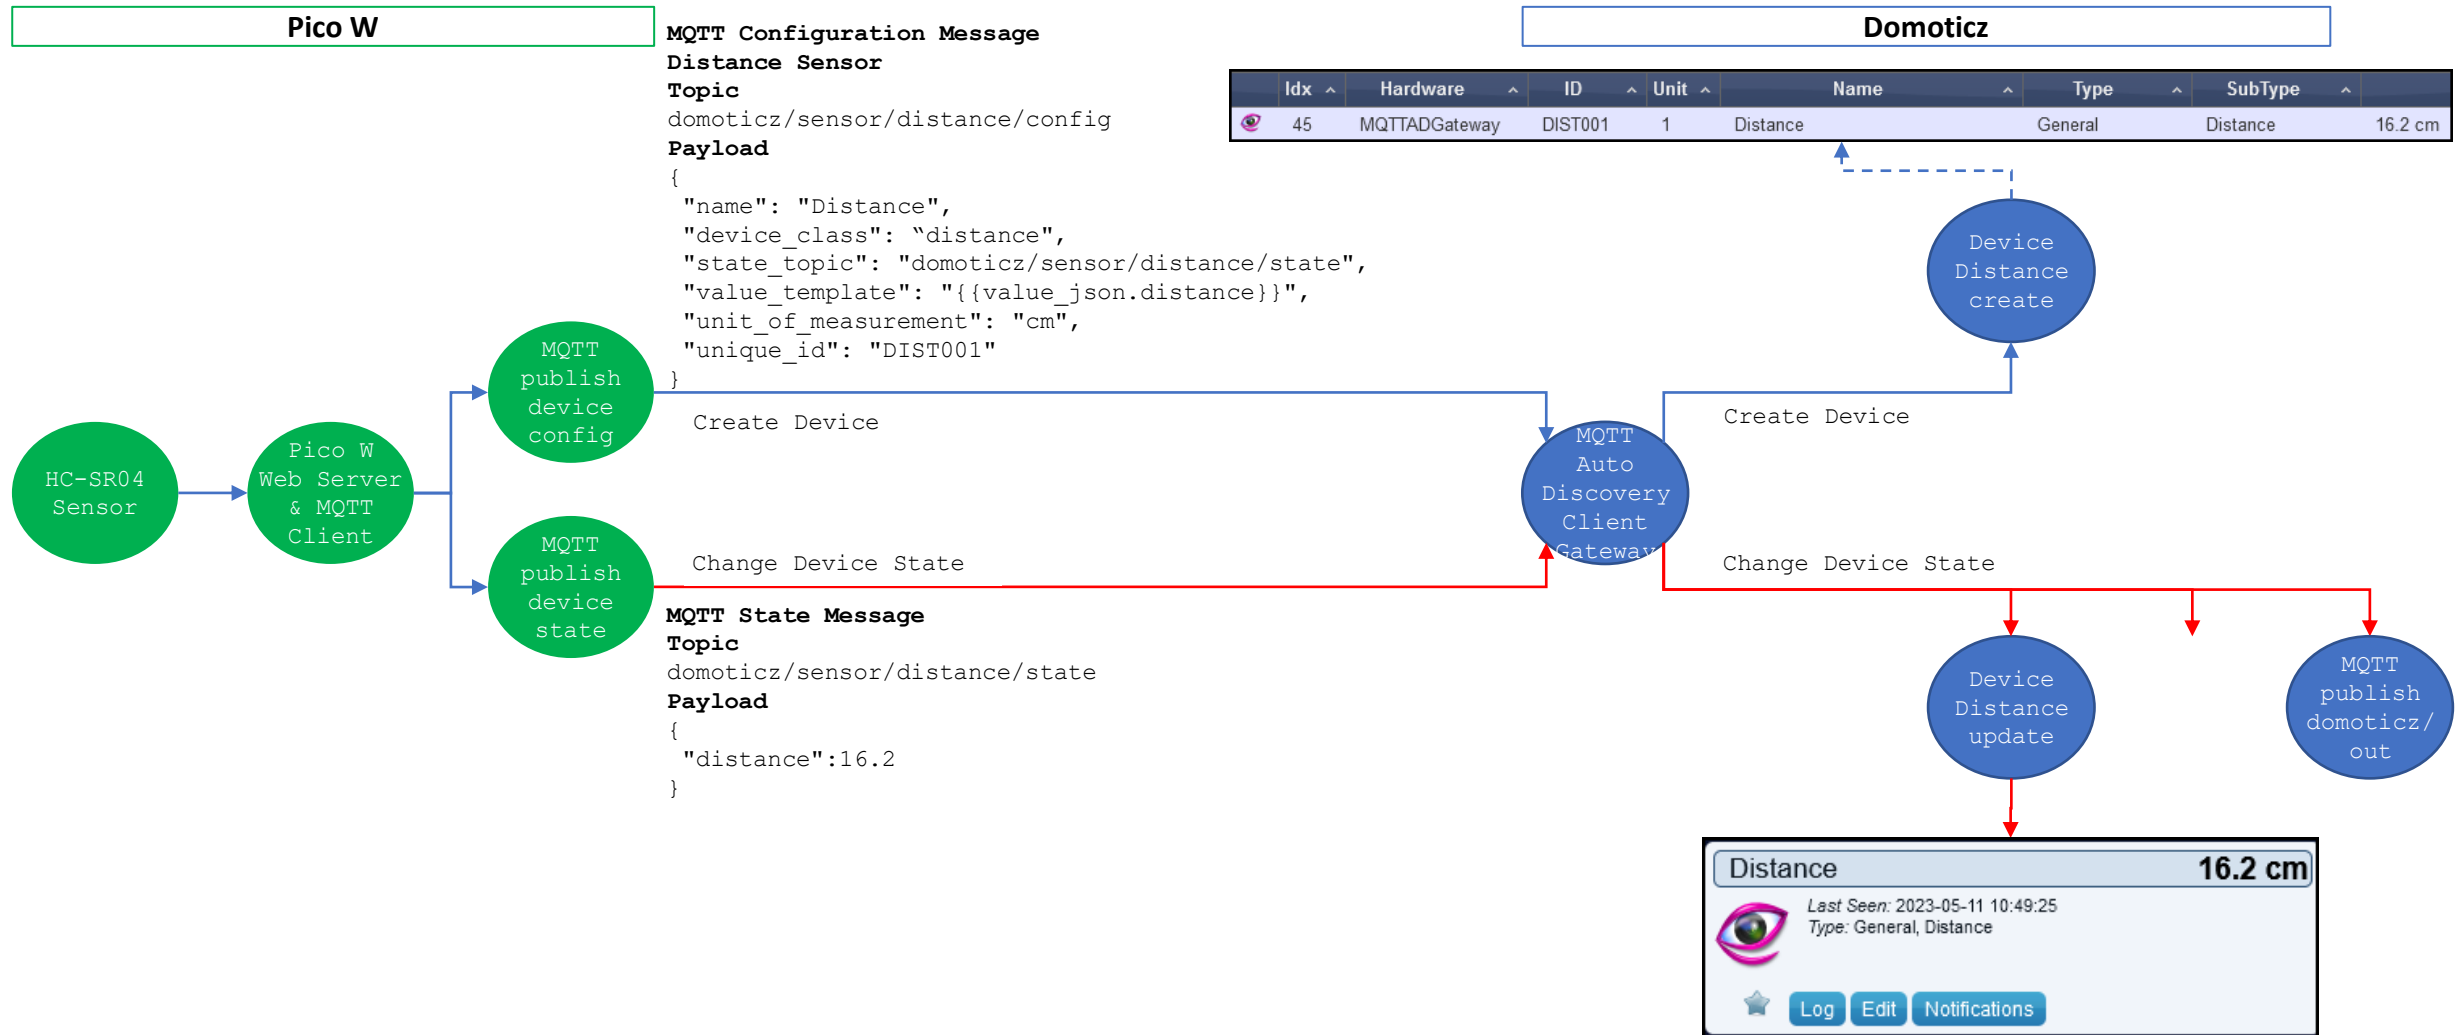 Pico W
MQTT Configuration Message
Distance Sensor
Topic
domoticz/sensor/distance/config
Payload
{
"name": "Distance",
"device_class": “distance",
"state_topic": "domoticz/sensor/distance/state",
"value_template": "{{value_json.distance}}",
"unit_of_measurement": "cm",
"unique_id": "DIST001"
}
Domoticz
Idx Hardware ID Unit Name Type SubType
45 MQTTADGateway DIST001 1 Distance General Distance 16.2 cm
Device
Distance
create
HC-SR04
Sensor
Pico W
Web Server
& MQTT
Client
MQTT
publish
device
config
Create Device
MQTT
Auto
Discovery
Client
Gateway
Create Device
MQTT
publish
device
state
Change Device State
Change Device State
MQTT State Message
Topic
domoticz/sensor/distance/state
Payload
{
"distance":16.2
}
Device
Distance
update
MQTT
publish
domoticz/
out
Distance 16.2 cm
Last Seen: 2023-05-11 10:49:25
Type: General, Distance
Log Edit Notifications